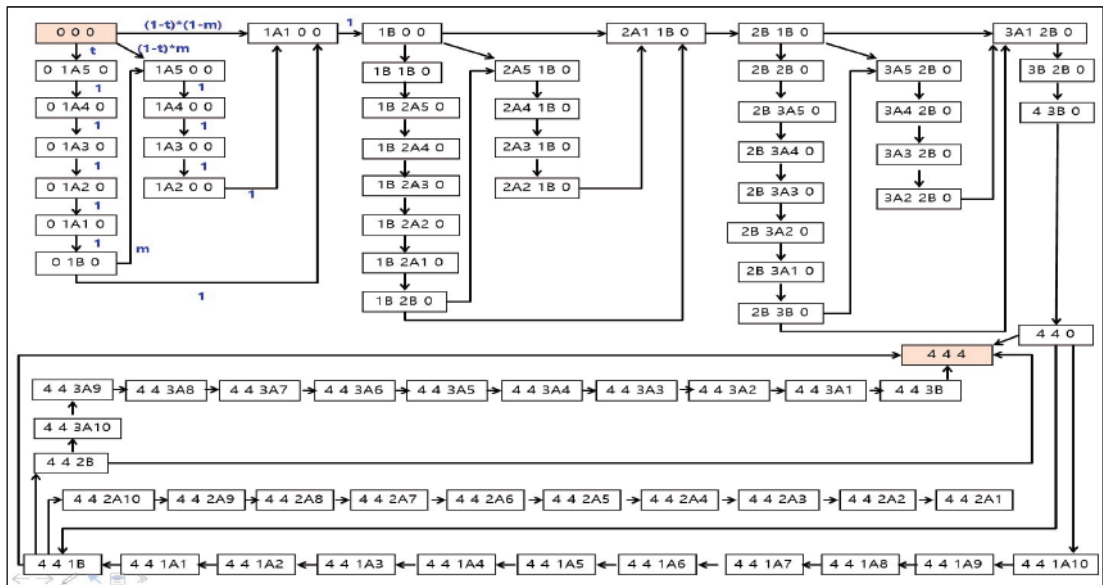 0 0 0 (1-t)*(1-m) 1A1 0 0 1 1B 0 0 2A1 1B 0 2B 1B 0 3A1 2B 0
t (1-t)*m
0 1A5 0 1A5 0 0 1B 1B 0 2A5 1B 0 2B 2B 0 3A5 2B 0 3B 2B 0
1 1
0 1A4 0 1A4 0 0 1B 2A5 0 2A4 1B 0 2B 3A5 0 3A4 2B 0 4 3B 0
1 1
0 1A3 0 1A3 0 0 1B 2A4 0 2A3 1B 0 2B 3A4 0 3A3 2B 0
1 1
0 1A2 0 1A2 0 0 1B 2A3 0 2A2 1B 0 2B 3A3 0 3A2 2B 0
1 1
0 1A1 0 1B 2A2 0 2B 3A2 0
1 m
0 1B 0 1B 2A1 0 2B 3A1 0
1
1B 2B 0 2B 3B 0
4 4 0
4 4 4
4 4 3A9 4 4 3A8 4 4 3A7 4 4 3A6 4 4 3A5 4 4 3A4 4 4 3A3 4 4 3A2 4 4 3A1 4 4 3B
4 4 3A10
4 4 2B
4 4 2A10 4 4 2A9 4 4 2A8 4 4 2A7 4 4 2A6 4 4 2A5 4 4 2A4 4 4 2A3 4 4 2A2 4 4 2A1
4 4 1B 4 4 1A1 4 4 1A2 4 4 1A3 4 4 1A4 4 4 1A5 4 4 1A6 4 4 1A7 4 4 1A8 4 4 1A9 4 4 1A10